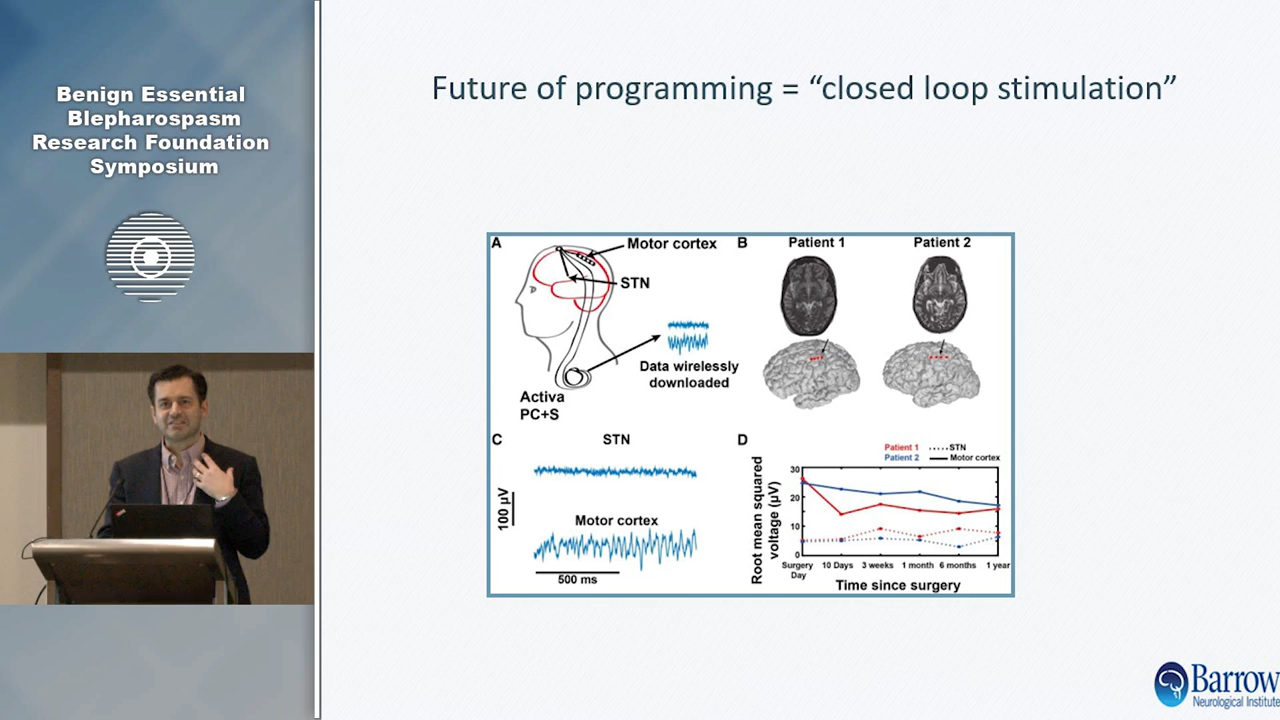 Benign Essential
Blepharospasm
Research Foundation
Symposium
Future of programming = “closed loop stimulation”
A
Motor cortex
STN
Data wirelessly
downloaded
Activa
PC+S
B
Patient 1
Patient 2
C
STN
100 µV
Motor cortex
500 ms
D
Patient 1
STN
Patient 2
Motor cortex
Root mean squared
voltage (µV)
30
20
10
0
Surgery
Day
10 Days
3 weeks
1 month
6 months
1 year
Time since surgery
Barrow
Neurological Institute